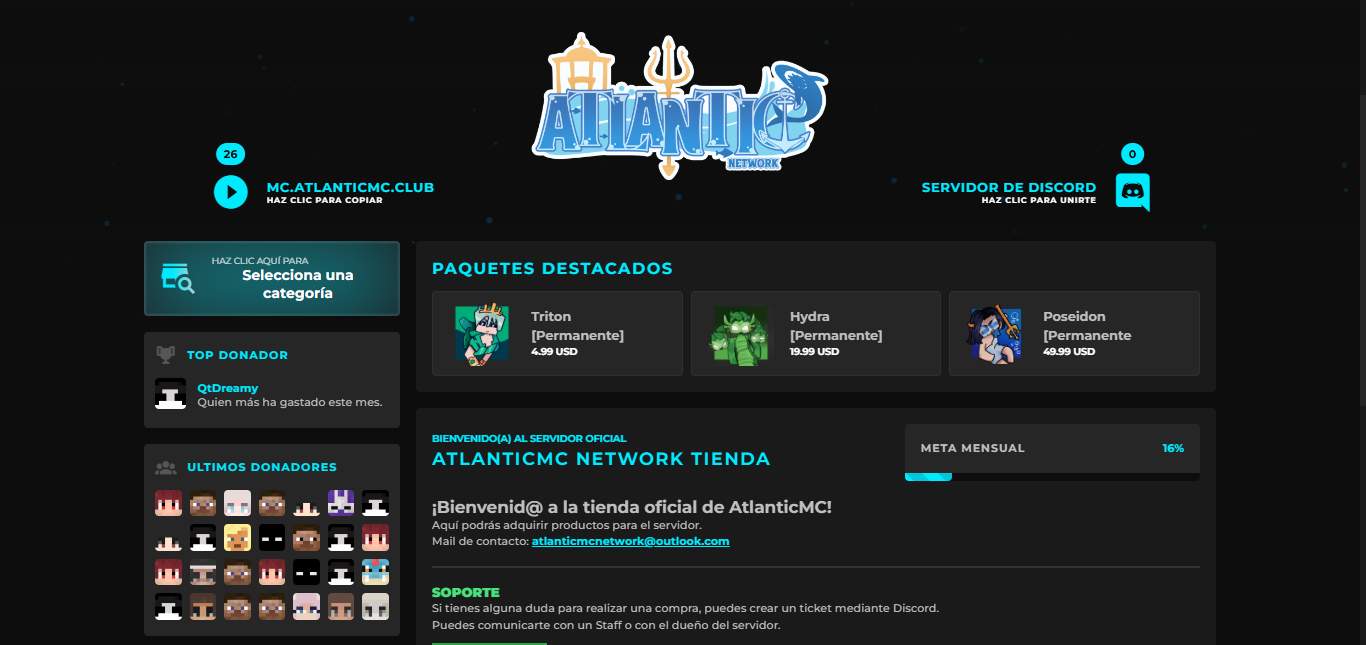 ATLANTIC
NETWORK
26
MC.ATLANTICMC.CLUB
HAZ CLIC PARA COPIAR
0
SERVIDOR DE DISCORD
HAZ CLIC PARA UNIRTE
HAZ CLIC AQUÍ PARA
Selecciona una
categoría
TOP DONADOR
QtDreamy
Quien más ha gastado este mes.
ULTIMOS DONADORES
PAQUETES DESTACADOS
Triton
[Permanente]
4.99 USD
Hydra
[Permanente]
19.99 USD
Poseidon
[Permanente
49.99 USD
BIENVENIDO(A) AL SERVIDOR OFICIAL
ATLANTICMC NETWORK TIENDA
META MENSUAL
16%
¡Bienvenid@ a la tienda oficial de AtlanticMC!
Aquí podrás adquirir productos para el servidor.
Mail de contacto: atlanticmcnetwork@outlook.com
SOPORTE
Si tienes alguna duda para realizar una compra, puedes crear un ticket mediante Discord.
Puedes comunicarte con un Staff o con el dueño del servidor.